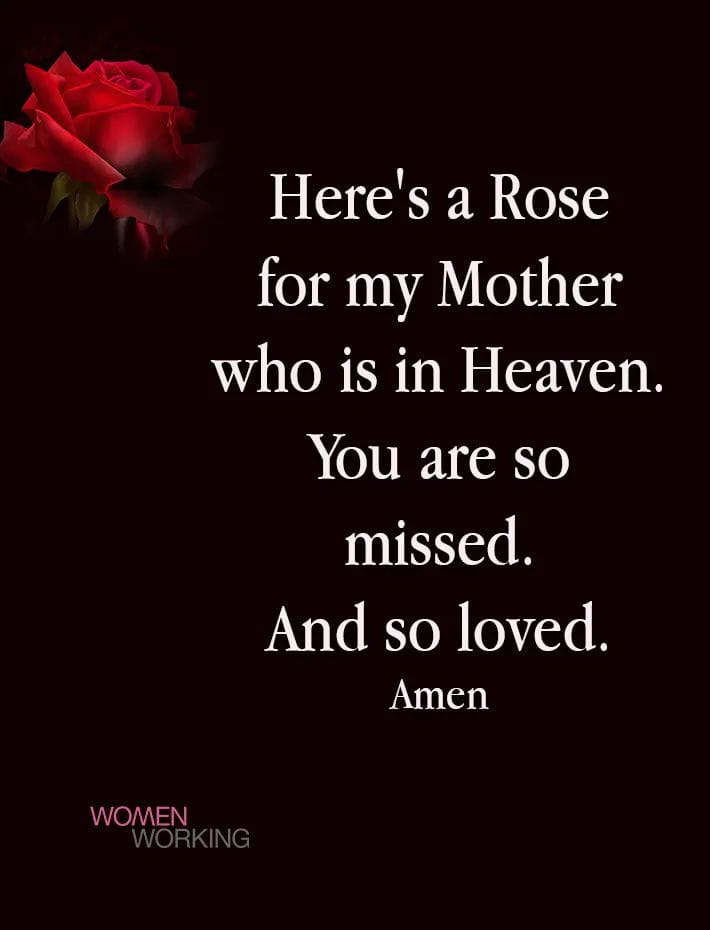 Here's a Rose
for my Mother
who is in Heaven.
You are so
missed.
And so loved.
Amen
WOMEN
WORKING